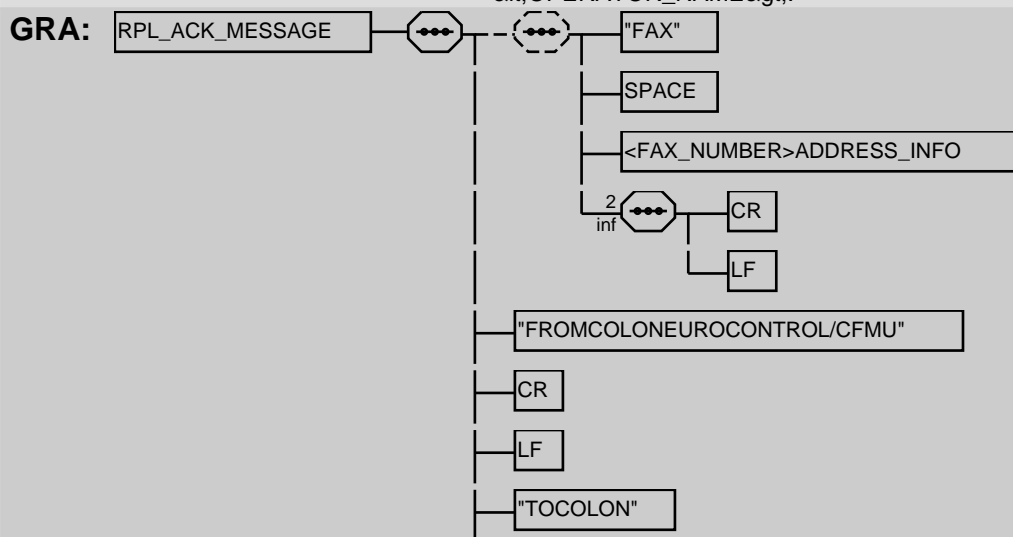 GRA: RPL_ACK_MESSAGE "FAX"
SPACE
<FAX_NUMBER>ADDRESS_INFO
2
inf
CR
LF
"FROMCOLONEUROCONTROL/CFMU"
CR
LF
"TOCOLON"